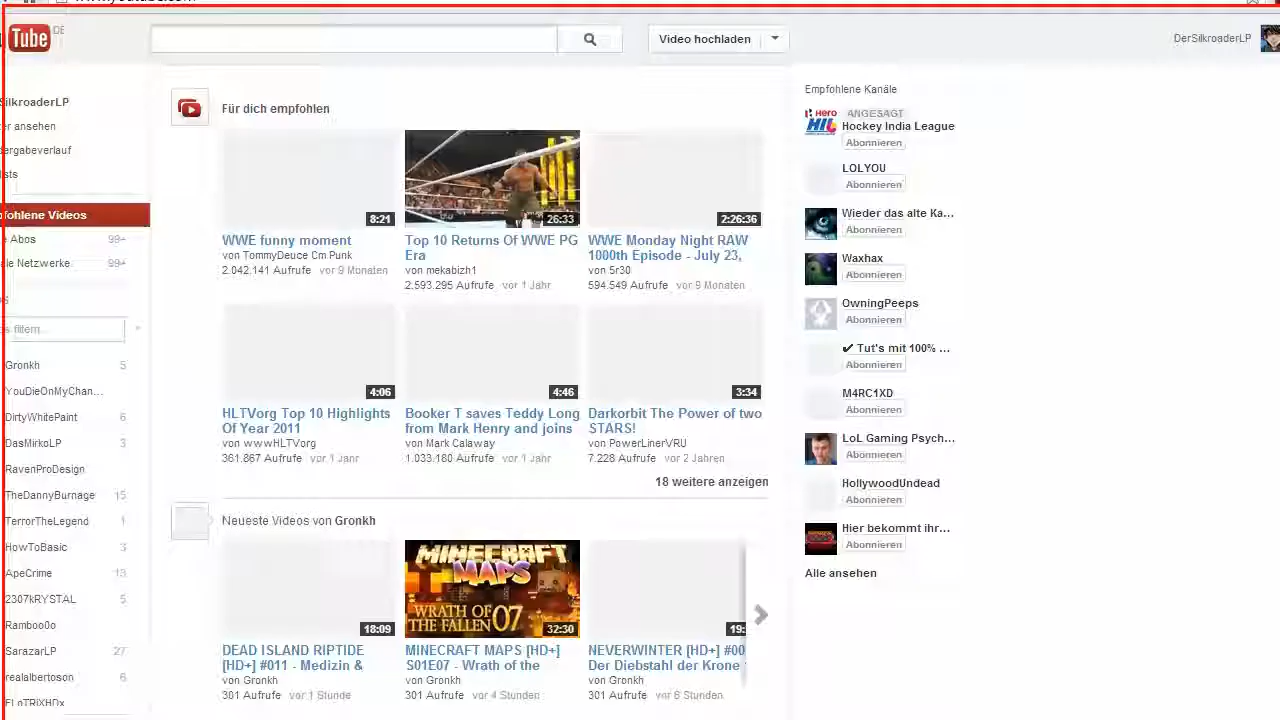 Tube DE
Video hochladen
DerSilkroaderLP
SilkroaderLP
Abos 99+
Netzwerke 99+
filtern...
Gronkh 5
YouDieOnMyChan...
DirtyWhitePaint 6
DasMirkoLP 3
RavenProDesign
TheDannyBurnage 15
TerrorTheLegend 1
HowToBasic 3
ApeCrime 13
2307kRYSTAL 5
Ramboo0o
SarazarLP 27
realalbertoson 6
Für dich empfohlen
8:21
WWE funny moment
von TommyDeuce Cm Punk
2.042.141 Aufrufe vor 9 Monaten
26:33
Top 10 Returns Of WWE PG
Era
von mekabizh1
2.593.295 Aufrufe vor 1 Jahr
2:26:36
WWE Monday Night RAW
1000th Episode - July 23,
von 5r30
594.549 Aufrufe vor 9 Monaten
4:06
HLTVorg Top 10 Highlights
Of Year 2011
von wwwHLTVorg
361.867 Aufrufe vor 1 Jahr
4:46
Booker T saves Teddy Long
from Mark Henry and joins
von Mark Calaway
1.033.180 Aufrufe vor 1 Jahr
3:34
Darkorbit The Power of two
STARS!
von PowerLinerVRU
7.228 Aufrufe vor 2 Jahren
18 weitere anzeigen
Neueste Videos von Gronkh
18:09
DEAD ISLAND RIPTIDE
[HD+] #011 - Medizin &
von Gronkh
301 Aufrufe vor 1 Stunde
MINECRAFT
MAPS
WRATH OF
THE FALLEN 07
32:30
MINECRAFT MAPS [HD+]
S01E07 - Wrath of the
von Gronkh
301 Aufrufe vor 4 Stunden
19:
NEVERWINTER [HD+] #00
Der Diebstahl der Krone
von Gronkh
301 Aufrufe vor 6 Stunden
Empfohlene Kanäle
HERO
HIL
ANGESAGT
Hockey India League
Abonnieren
LOLYOU
Abonnieren
Wieder das alte Ka...
Abonnieren
Waxhax
Abonnieren
OwningPeeps
Abonnieren
✔ Tut's mit 100% ...
Abonnieren
M4RC1XD
Abonnieren
LoL Gaming Psych...
Abonnieren
HollywoodUndead
Abonnieren
Hier bekommt ihr...
Abonnieren
Alle ansehen